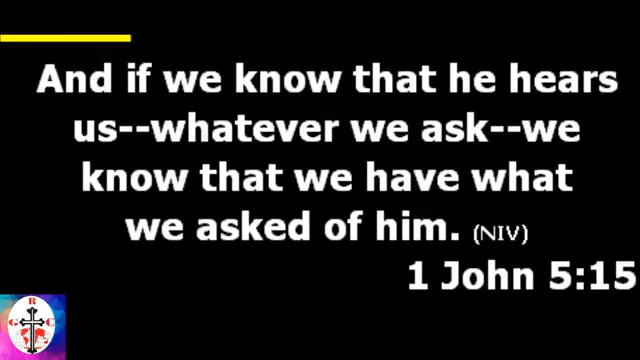 And if we know that he hears
us--whatever we ask--we
know that we have what
we asked of him. (NIV)
1 John 5:15
R
G C